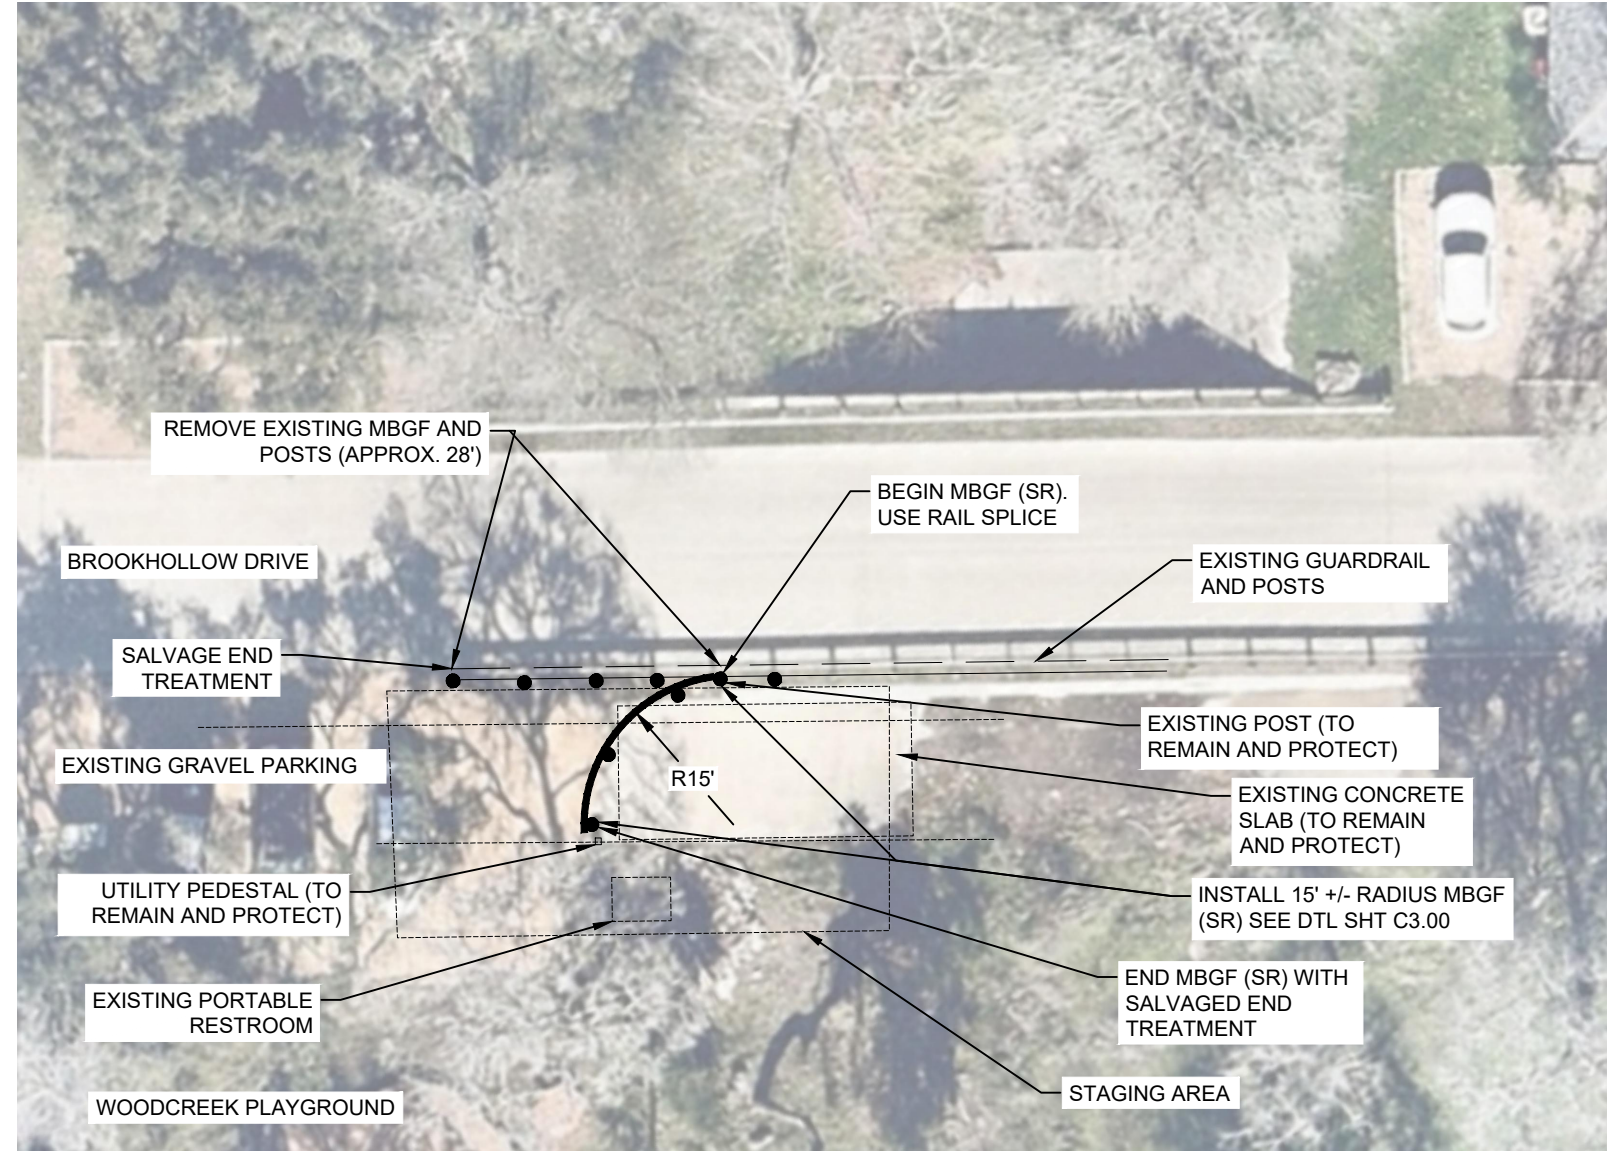 REMOVE EXISTING MBGF AND
POSTS (APPROX. 28')
BEGIN MBGF (SR).
USE RAIL SPLICE
BROOKHOLLOW DRIVE
EXISTING GUARDRAIL
AND POSTS
SALVAGE END
TREATMENT
EXISTING POST (TO
REMAIN AND PROTECT)
EXISTING GRAVEL PARKING
R15'
EXISTING CONCRETE
SLAB (TO REMAIN
AND PROTECT)
UTILITY PEDESTAL (TO
REMAIN AND PROTECT)
INSTALL 15' +/- RADIUS MBGF
(SR) SEE DTL SHT C3.00
END MBGF (SR) WITH
SALVAGED END
TREATMENT
EXISTING PORTABLE
RESTROOM
STAGING AREA
WOODCREEK PLAYGROUND